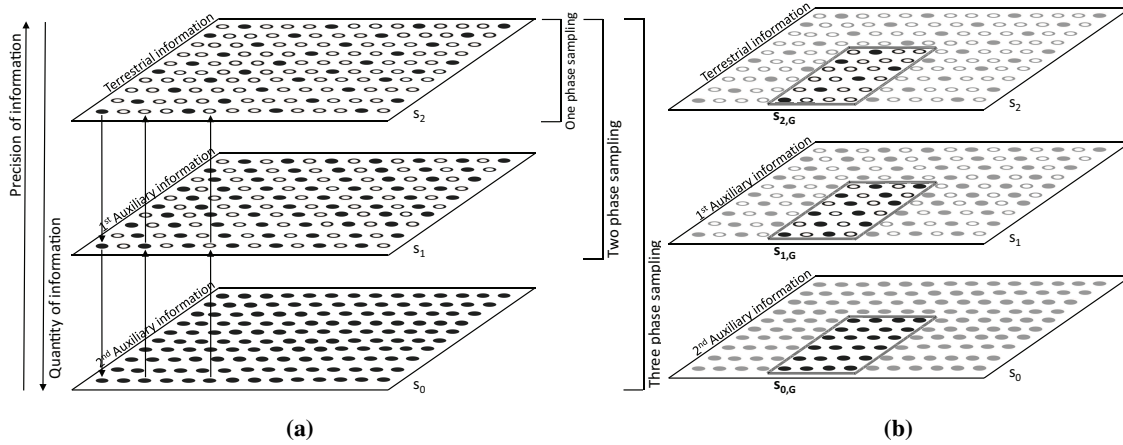 Precision of information
Quantity of information
Terrestrial information
s2
1st Auxiliary information
s1
2nd Auxiliary information
s0
One phase sampling
Two phase sampling
Three phase sampling
(a)
Terrestrial information
s2
s2,G
1st Auxiliary information
s1
s1,G
2nd Auxiliary information
s0
s0,G
(b)